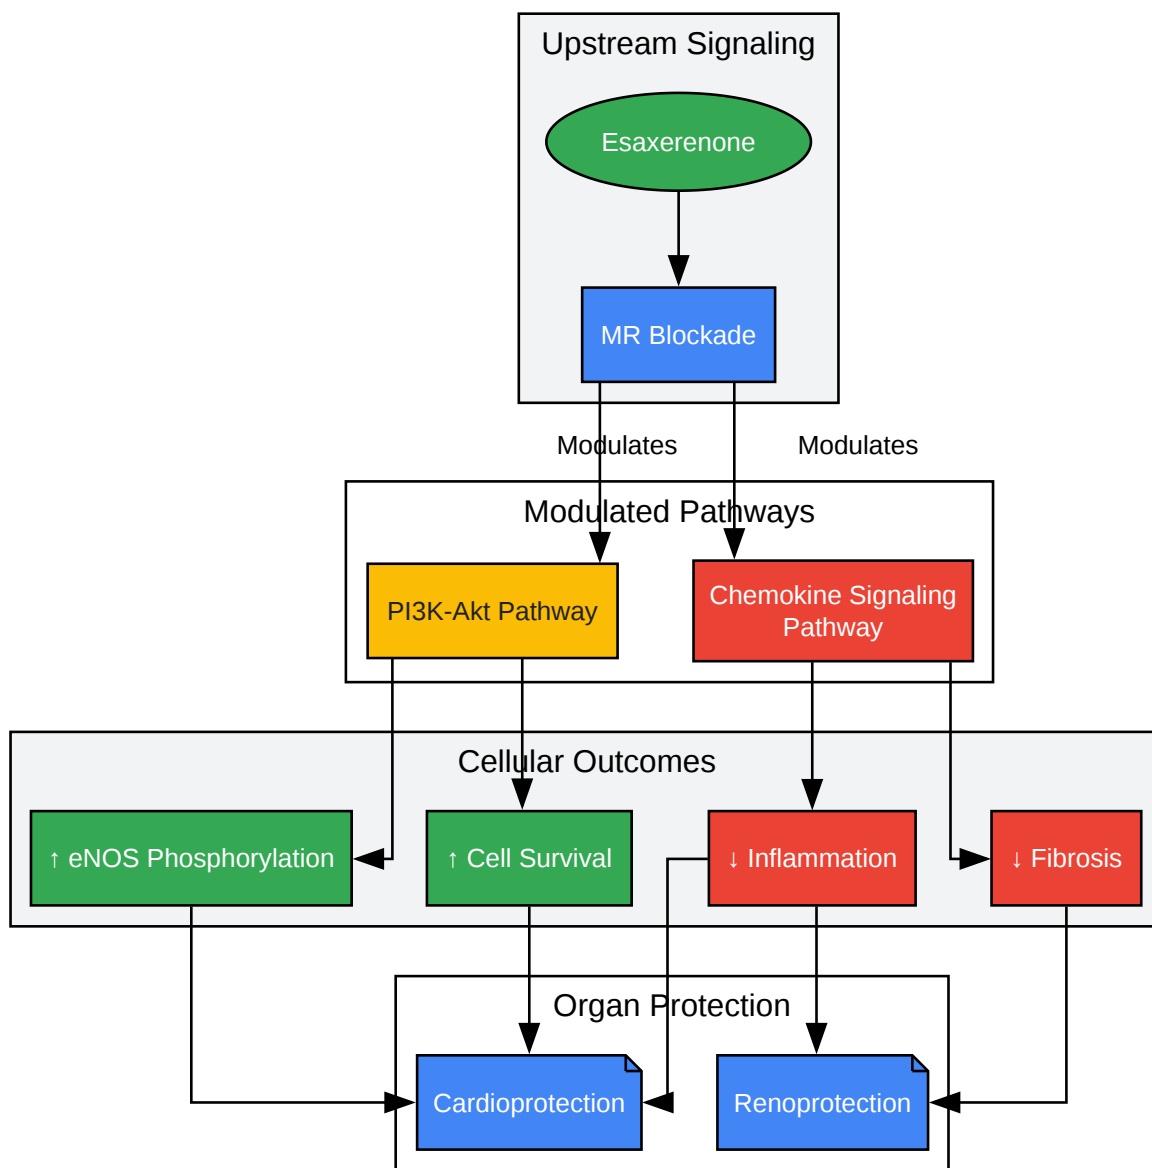 Upstream Signaling
Esaxerenone
MR Blockade
Modulates
Modulates
Modulated Pathways
PI3K-Akt Pathway
Chemokine Signaling
Pathway
Cellular Outcomes
↑ eNOS Phosphorylation
↑ Cell Survival
↓ Inflammation
↓ Fibrosis
Organ Protection
Cardioprotection
Renoprotection